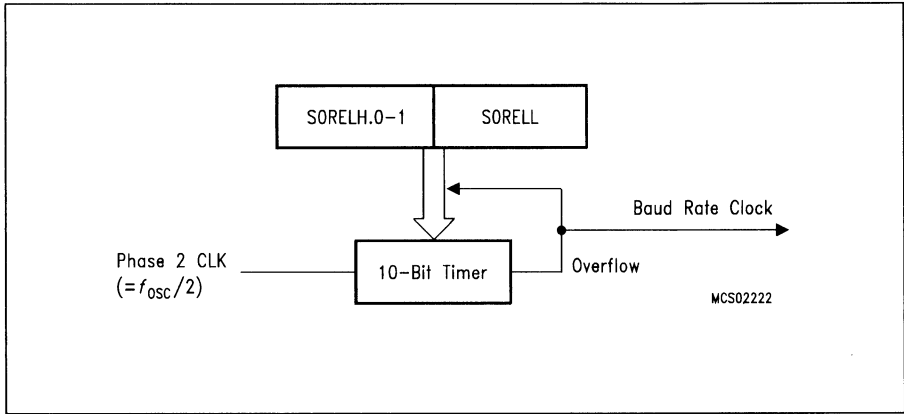 S0RELH.0-1 S0RELL
Baud Rate Clock
Phase 2 CLK
(=fOSC/2)
10-Bit Timer
Overflow
MCS02222